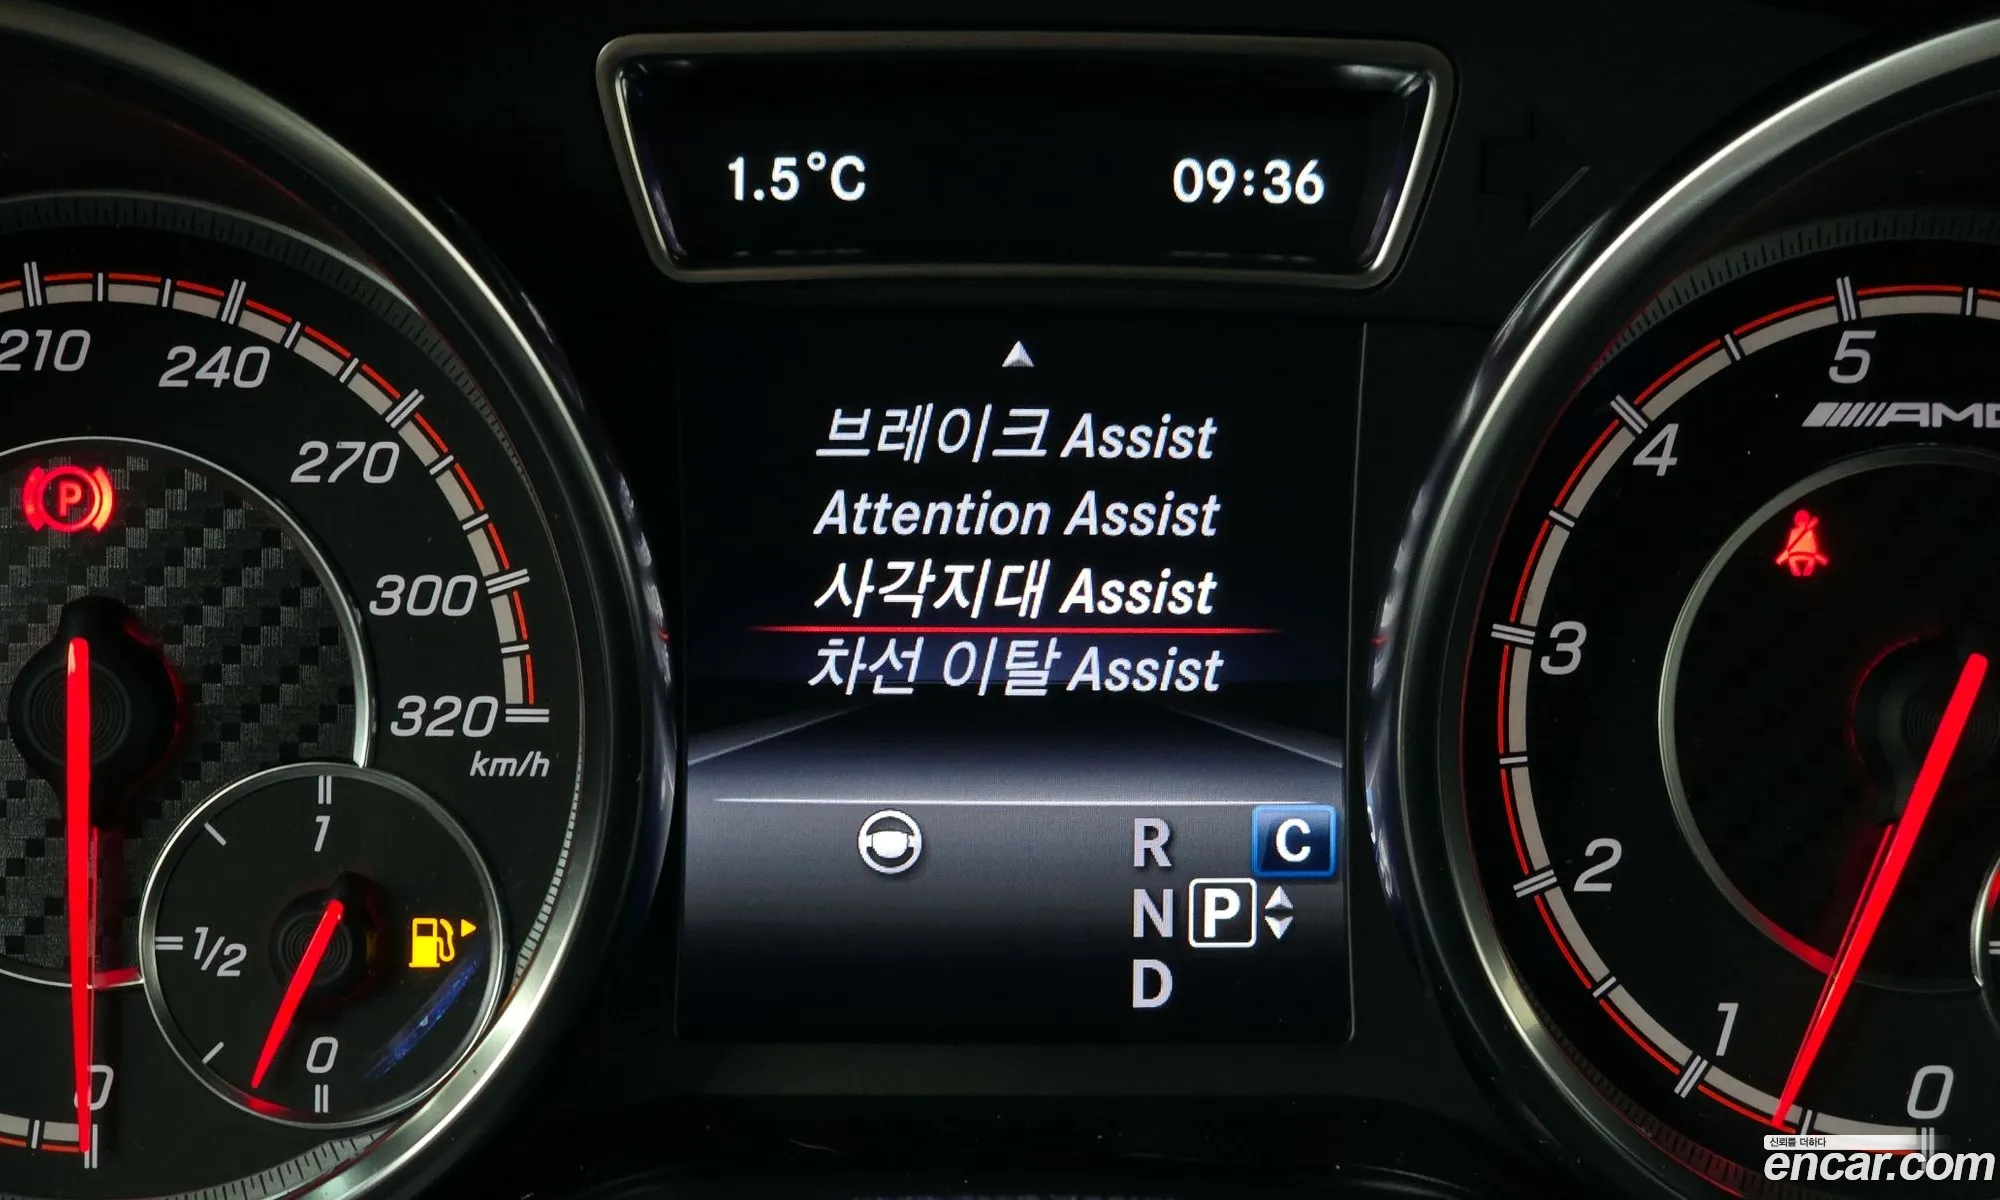 1.5°C
09:36
브레이크 Assist
Attention Assist
사각지대 Assist
차선 이탈 Assist
R
C
N P
D
210
240
270
300
320
km/h
P
1
1/2
0
0
5
AMG
4
3
2
1
0
신뢰를 더하다
encar.com